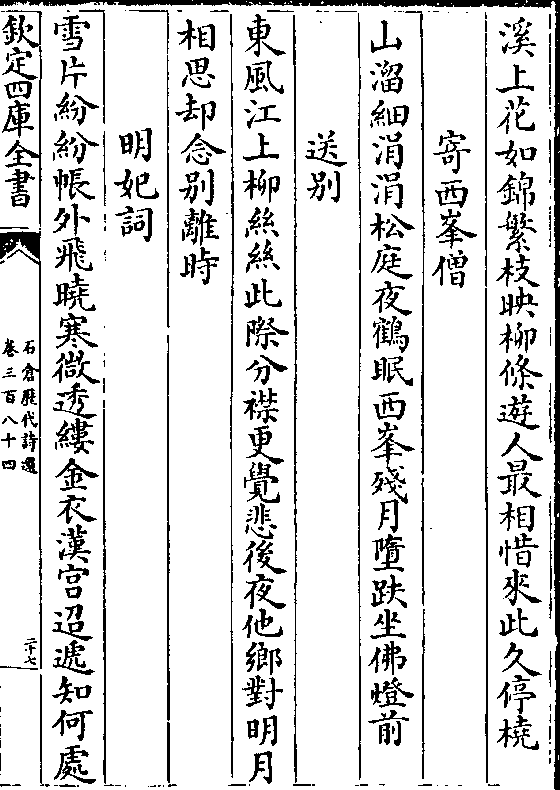 溪上花如錦繁枝映柳條遊人最相惜來此久停橈
寄西峯僧
山溜細涓涓松庭夜鶴眠西峯殘月墮趺坐佛燈前
送别
東風江上柳絲絲此際分襟更覺悲後夜他鄉對明月
相思却念别離時
明妃詞
雪片紛紛帳外飛曉寒微透縷金衣漢宫迢遞知何處
欽定四庫全書
石倉歷代詩選
卷三百八十四
二十七